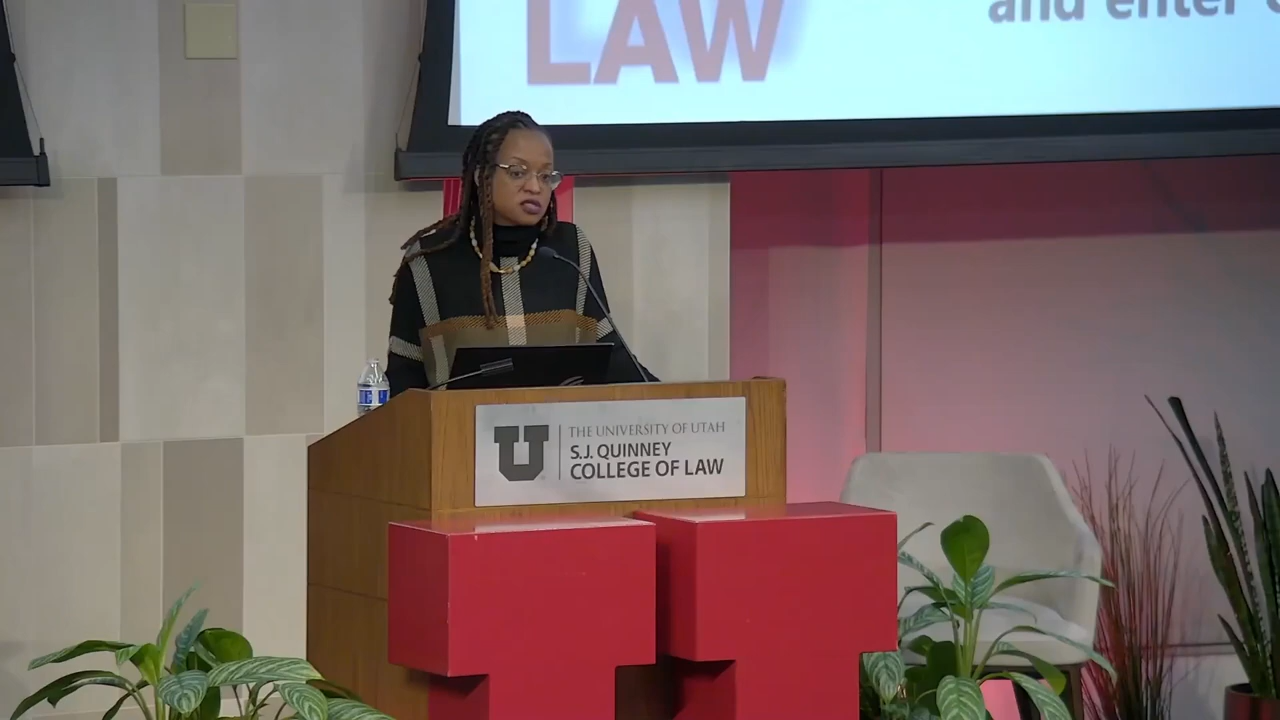 LAW
and enter
THE UNIVERSITY OF UTAH
S.J. QUINNEY
COLLEGE OF LAW
U